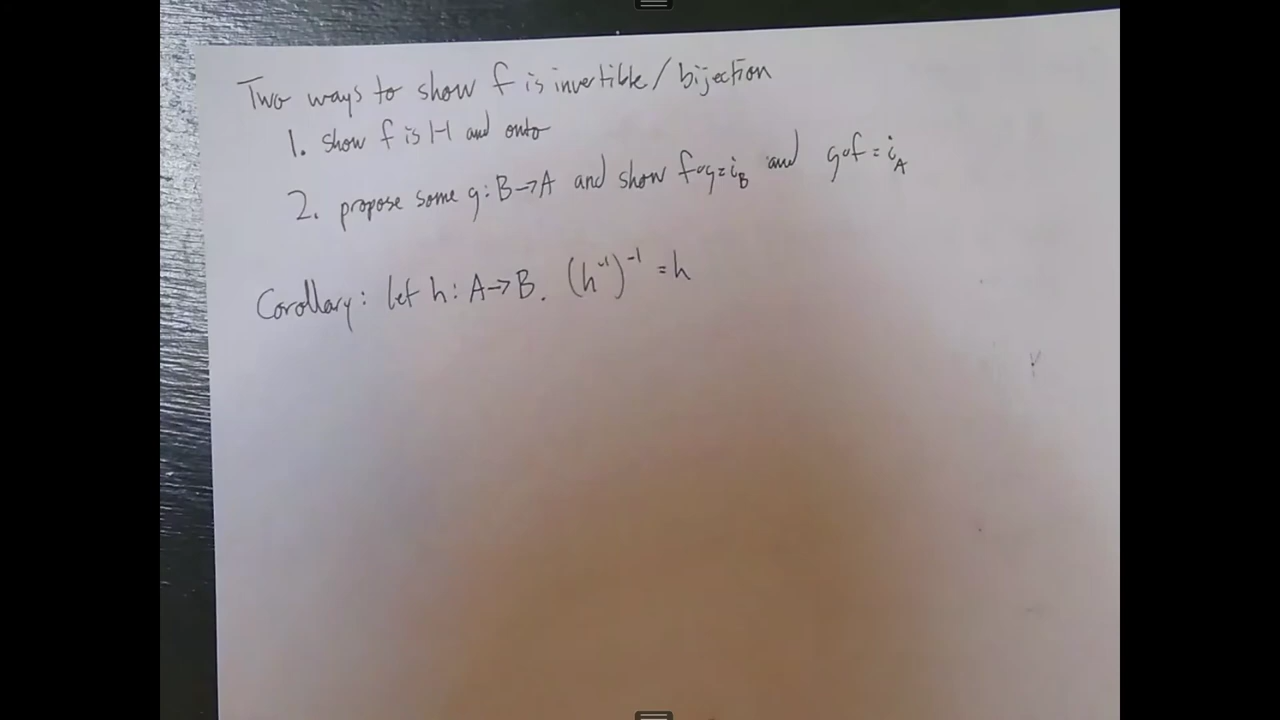 Two ways to show f is invertible/bijection
1. show f is 1-1 and onto
2. propose some g: B→A and show f∘g=i_B and g∘f=i_A
Corollary: let h: A→B. (h⁻¹)⁻¹ = h